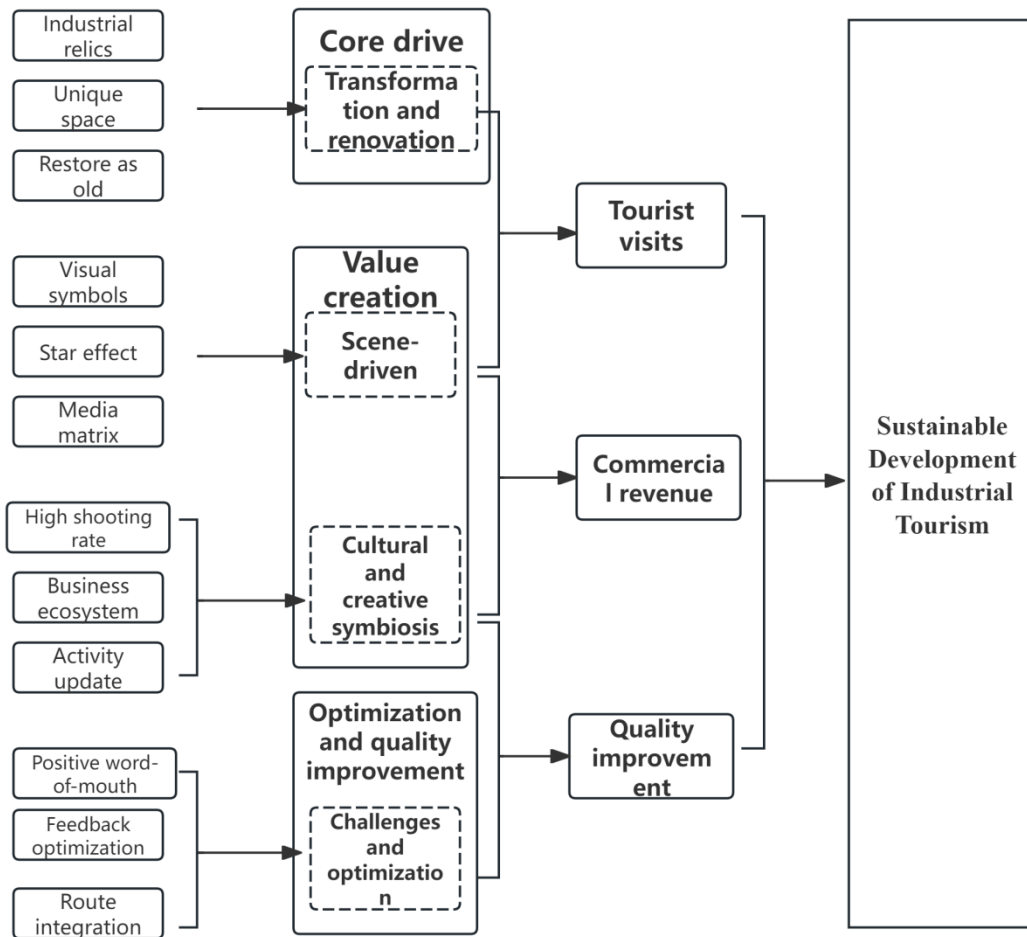 Industrial
relics
Unique
space
Restore as
old
Visual
symbols
Star effect
Media
matrix
High shooting
rate
Business
ecosystem
Activity
update
Positive word-
of-mouth
Feedback
optimization
Route
integration
Core drive
Transforma
tion and
renovation
Value
creation
Scene-
driven
Cultural
and
creative
symbiosis
Optimization
and quality
improvement
Challenges
and
optimizatio
n
Tourist
visits
Commercia
l revenue
Quality
improvem
ent
Sustainable
Development
of Industrial
Tourism